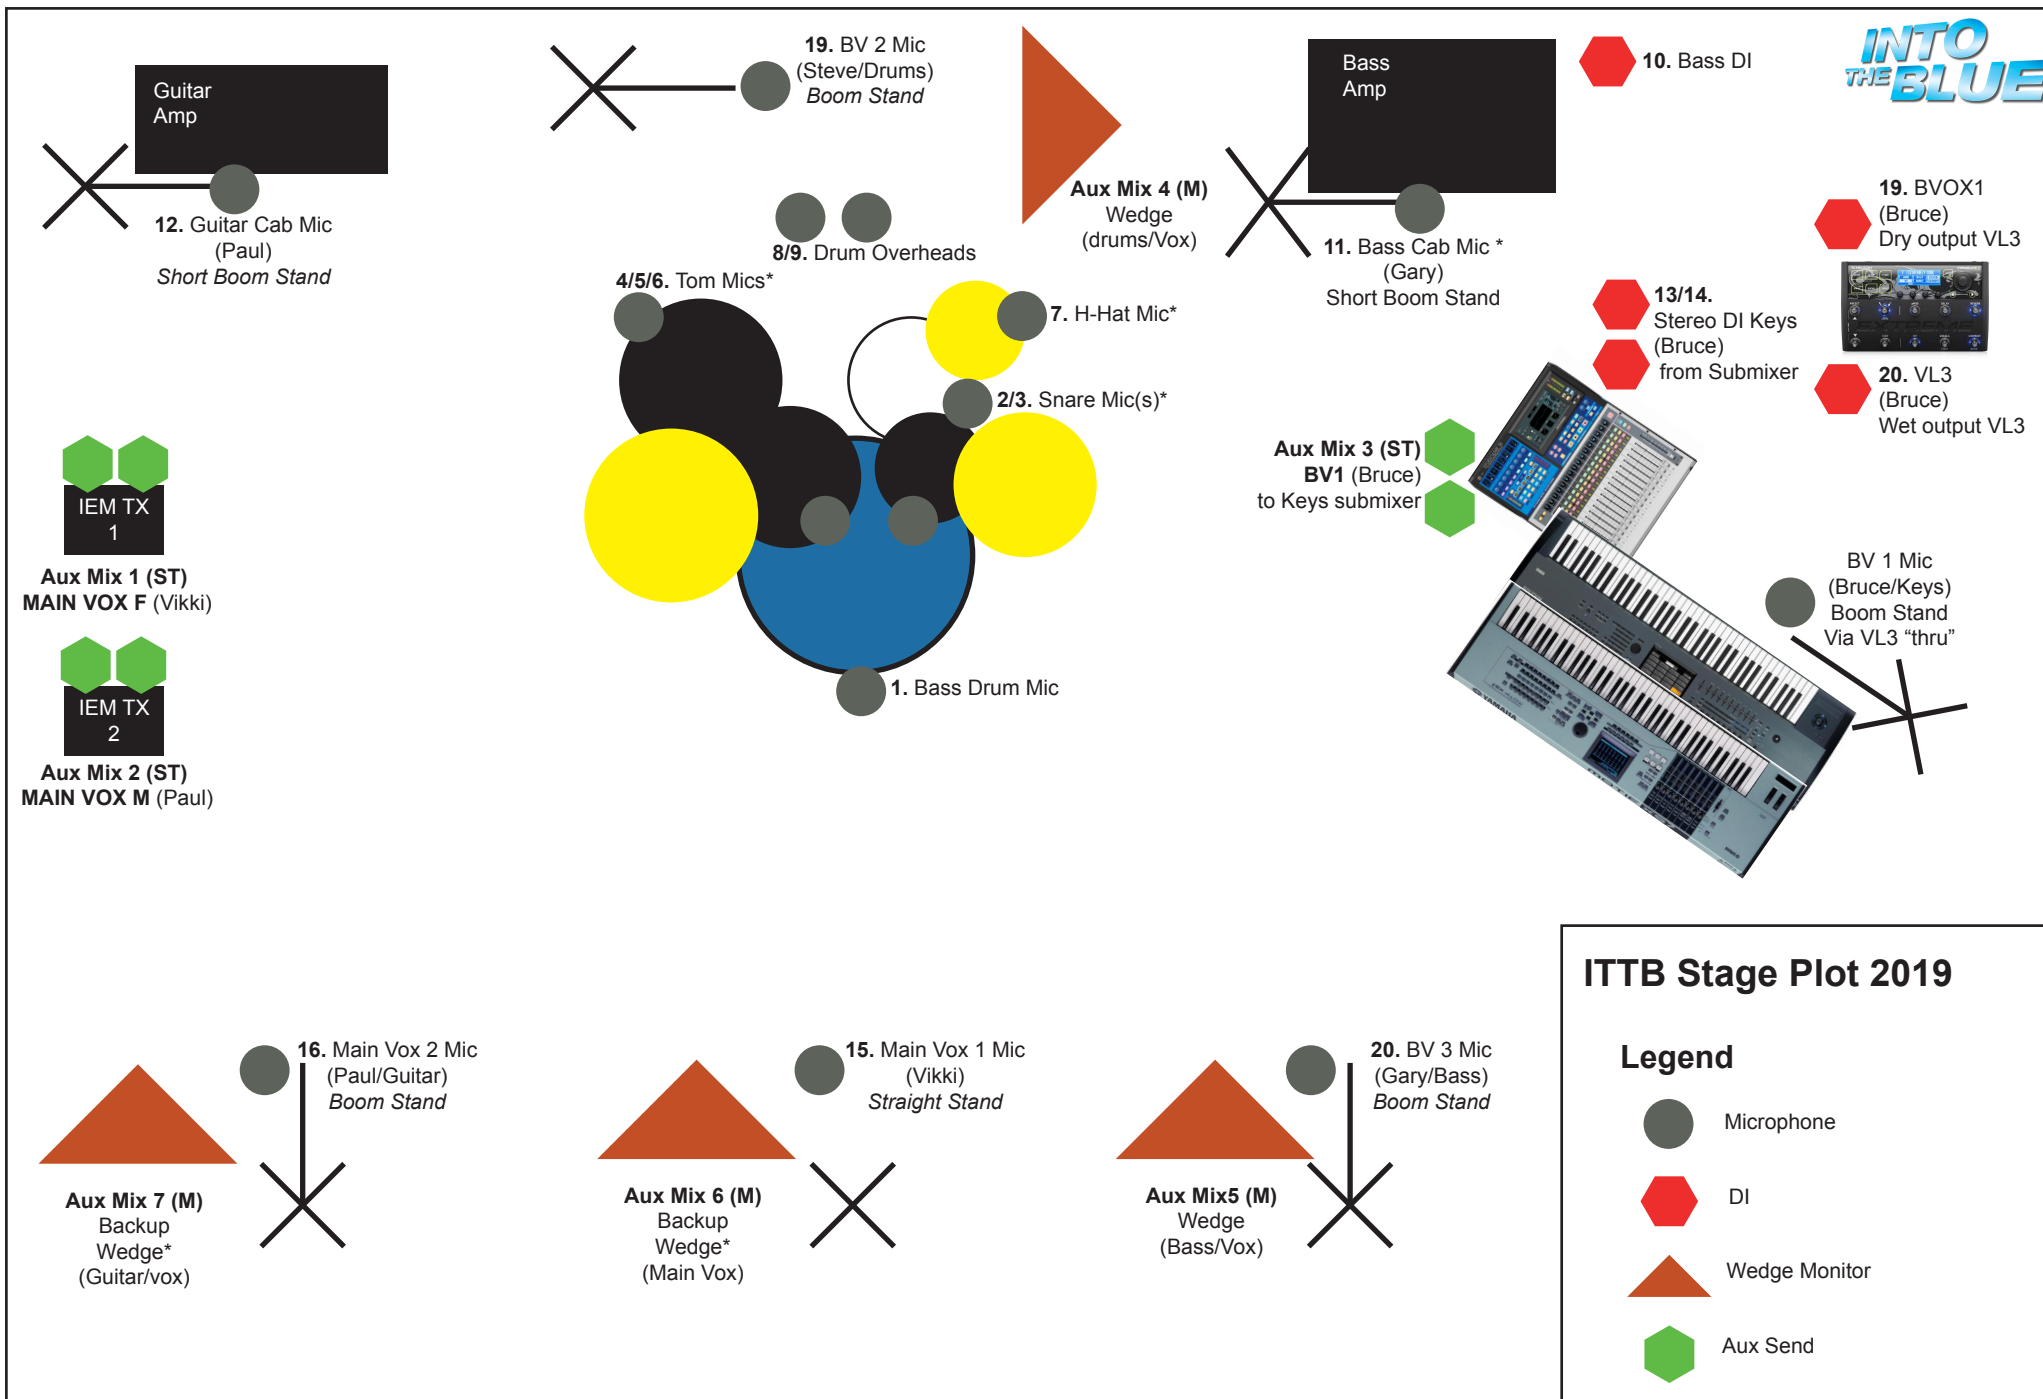 Guitar
Amp
12. Guitar Cab Mic
(Paul)
Short Boom Stand
19. BV 2 Mic
(Steve/Drums)
Boom Stand
8/9. Drum Overheads
4/5/6. Tom Mics*
7. H-Hat Mic*
2/3. Snare Mic(s)*
1. Bass Drum Mic
Aux Mix 4 (M)
Wedge
(drums/Vox)
Bass
Amp
11. Bass Cab Mic *
(Gary)
Short Boom Stand
10. Bass DI
INTO
THE BLUE
19. BVOX1
(Bruce)
Dry output VL3
EXTREME
13/14.
Stereo DI Keys
(Bruce)
from Submixer
20. VL3
(Bruce)
Wet output VL3
Aux Mix 3 (ST)
BV1 (Bruce)
to Keys submixer
BV 1 Mic
(Bruce/Keys)
Boom Stand
Via VL3 “thru”
YAMAHA
IEM TX
1
Aux Mix 1 (ST)
MAIN VOX F (Vikki)
IEM TX
2
Aux Mix 2 (ST)
MAIN VOX M (Paul)
16. Main Vox 2 Mic
(Paul/Guitar)
Boom Stand
Aux Mix 7 (M)
Backup
Wedge*
(Guitar/vox)
15. Main Vox 1 Mic
(Vikki)
Straight Stand
Aux Mix 6 (M)
Backup
Wedge*
(Main Vox)
20. BV 3 Mic
(Gary/Bass)
Boom Stand
Aux Mix5 (M)
Wedge
(Bass/Vox)
ITTB Stage Plot 2019
Legend
Microphone
DI
Wedge Monitor
Aux Send